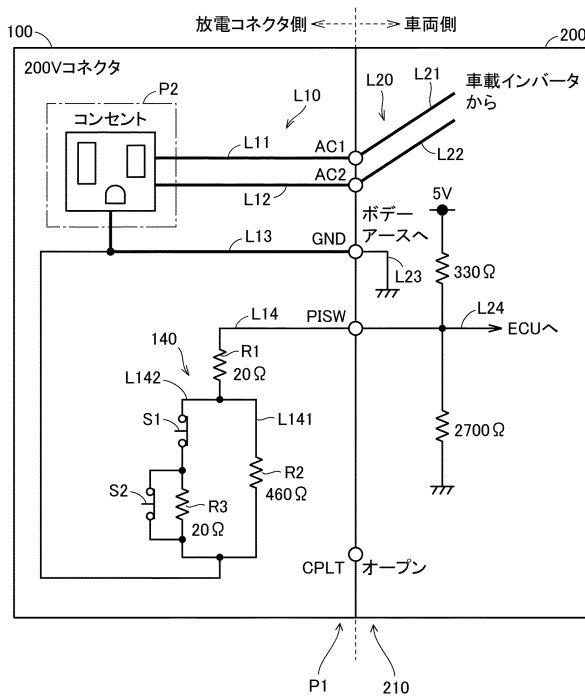 放電コネクタ側
車両側
100
200
200Vコネクタ
P2
コンセント
L10
L20
L21
車載インバータ
から
L11
AC1
L22
L12
AC2
5V
ボデー
アースへ
L13
GND
L23
330Ω
L14
PISW
L24
ECUへ
140
R1
20Ω
L142
S1
L141
2700Ω
R2
460Ω
S2
R3
20Ω
CPLT
オープン
P1
210